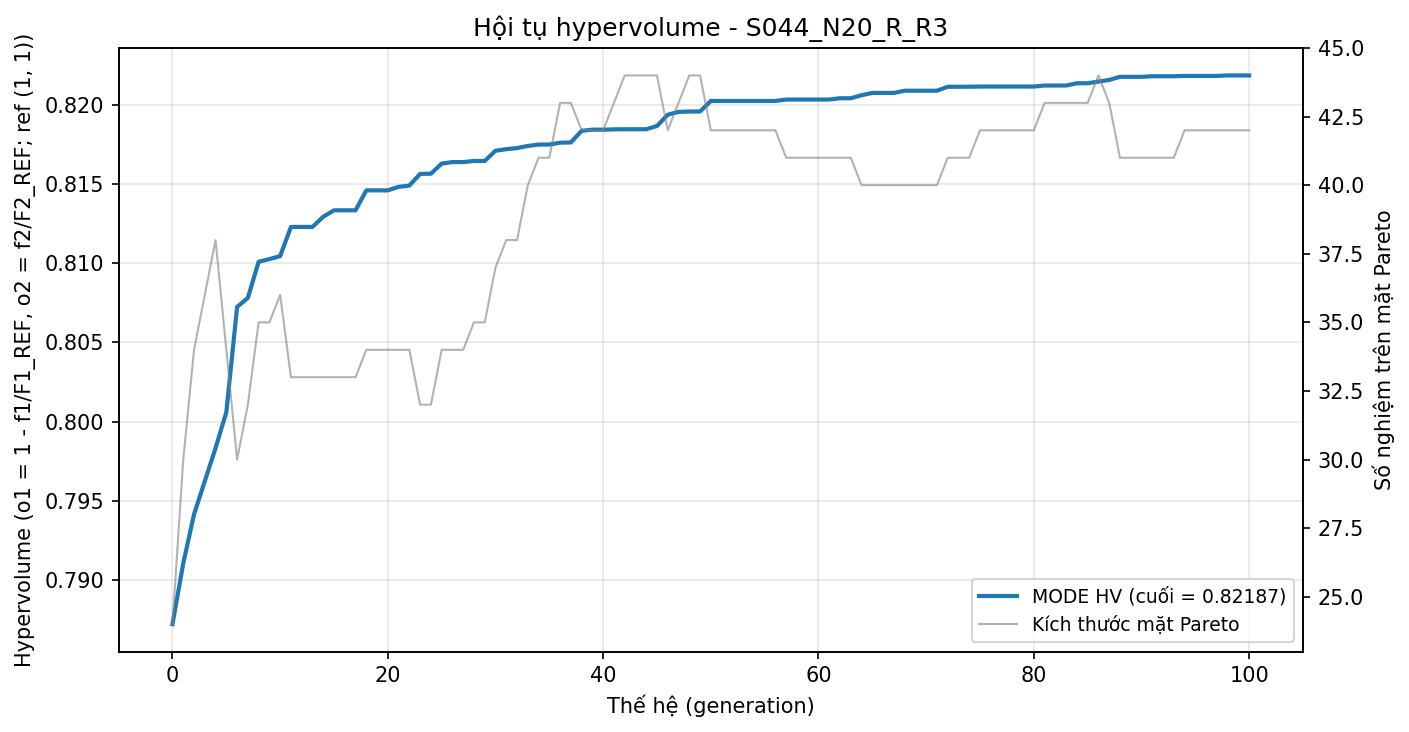 Hội tụ hypervolume - S044_N20_R_R3
Hypervolume (o1 = 1 - f1/F1_REF, o2 = f2/F2_REF; ref (1, 1))
0.820
0.815
0.810
0.805
0.800
0.795
0.790
45.0
42.5
40.0
37.5
35.0
32.5
30.0
27.5
25.0
Số nghiệm trên mặt Pareto
MODE HV (cuối = 0.82187)
Kích thước mặt Pareto
0 20 40 60 80 100
Thế hệ (generation)